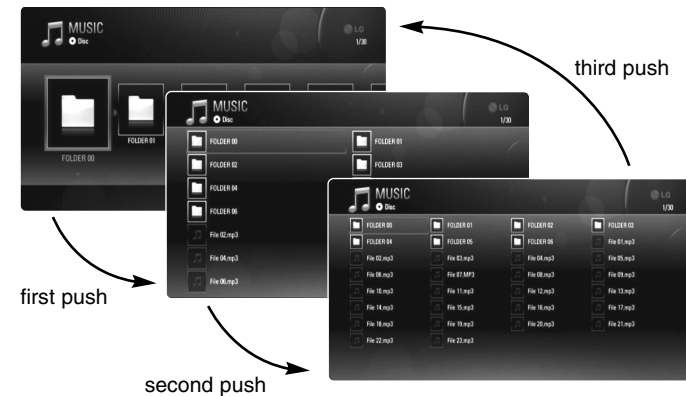 MUSIC
Disc
LG
1/30
FOLDER 00
FOLDER 01
third push
MUSIC
Disc
LG
1/30
FOLDER 00 FOLDER 01
FOLDER 02 FOLDER 03
FOLDER 04
FOLDER 06
File 02.mp3
File 04.mp3
File 06.mp3
MUSIC
Disc
LG
1/30
FOLDER 00 FOLDER 01 FOLDER 02 FOLDER 03
FOLDER 04 FOLDER 05 FOLDER 06 File 01.mp3
File 02.mp3 File 03.mp3 File 04.mp3 File 05.mp3
File 06.mp3 File 07.MP3 File 08.mp3 File 09.mp3
File 10.mp3 File 11.mp3 File 12.mp3 File 13.mp3
File 14.mp3 File 15.mp3 File 16.mp3 File 17.mp3
File 18.mp3 File 19.mp3 File 20.mp3 File 21.mp3
File 22.mp3 File 23.mp3
first push
second push